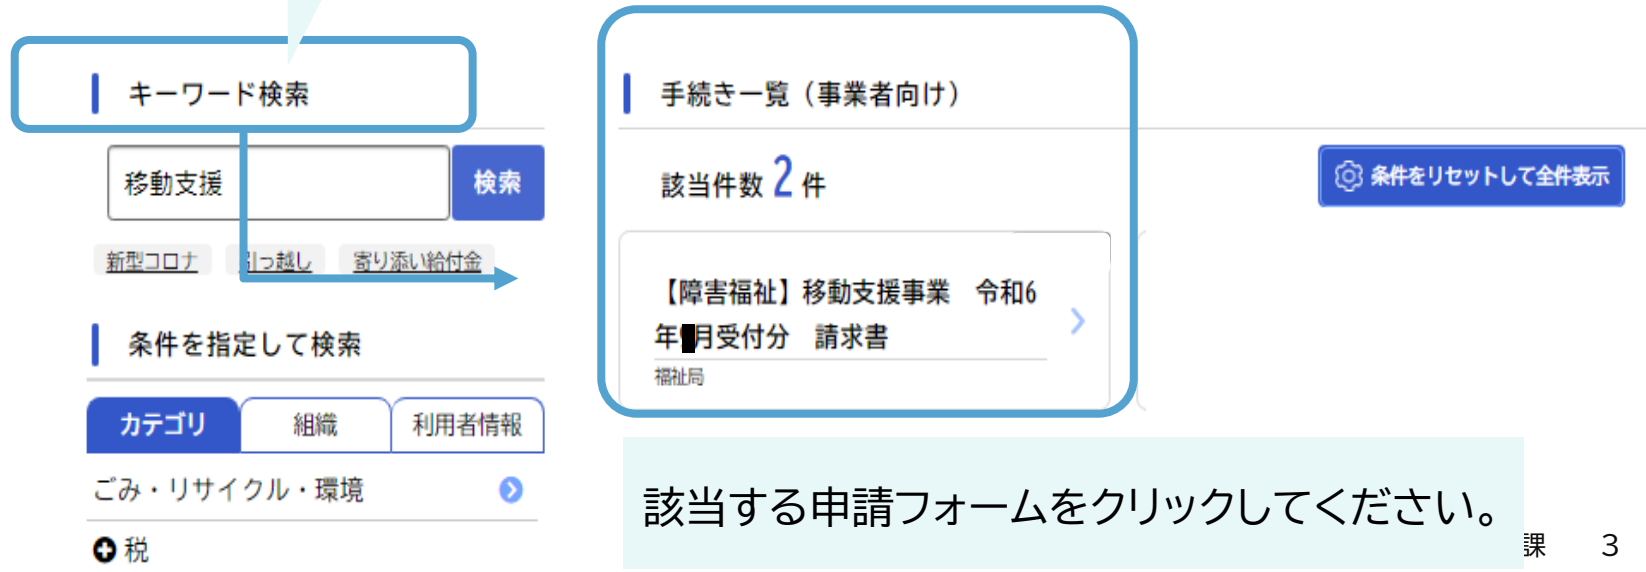 キーワード検索
移動支援
検索
新型コロナ 引っ越し 寄り添い給付金
条件を指定して検索
カテゴリ 組織 利用者情報
ごみ・リサイクル・環境
税
手続き一覧（事業者向け）
該当件数 2 件
条件をリセットして全件表示
【障害福祉】移動支援事業　令和6
年 月受付分　請求書
福祉局
該当する申請フォームをクリックしてください。
課　3